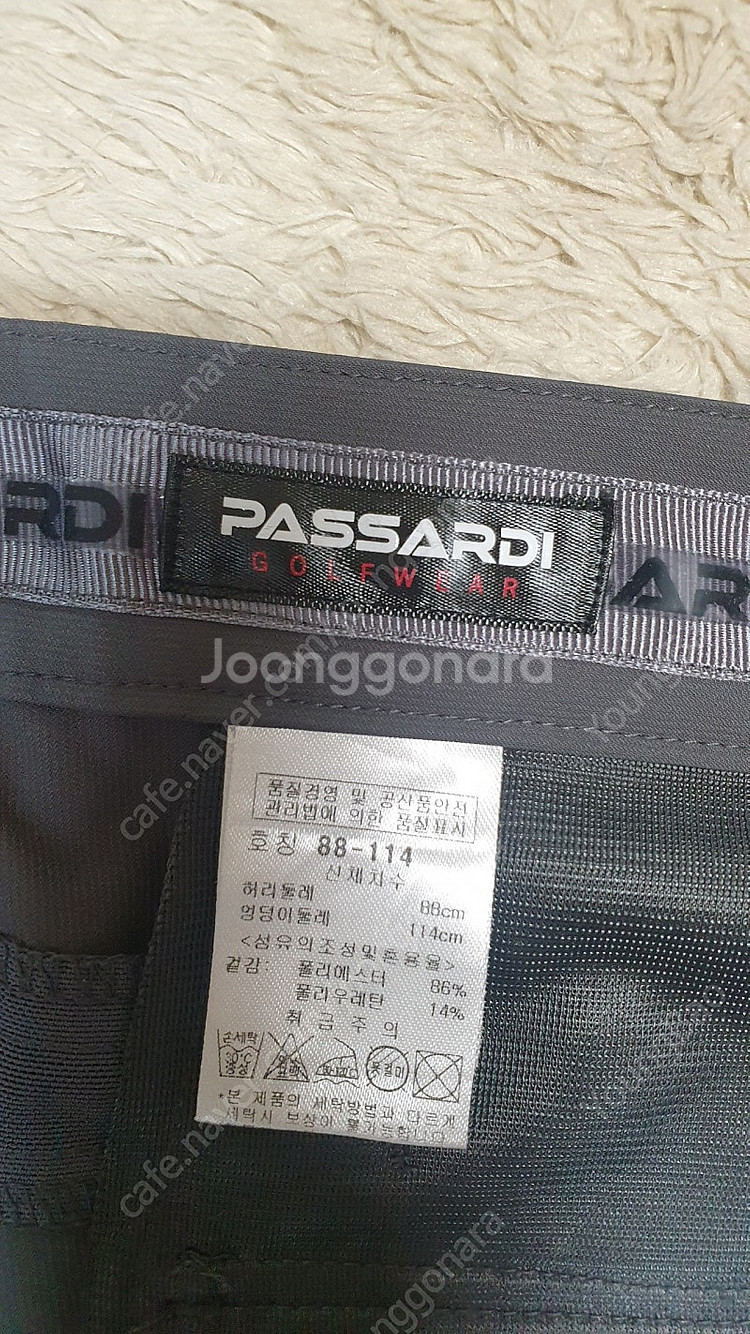 RDI
PASSARDI
AR
GOLFWEAR
Joonggonara
cafe.naver.com
품질경영 및 공산품안전
관리법에 의한 품질표시
호칭 88-114
신체치수
허리둘레 88cm
엉덩이둘레 114cm
<섬유의조성및혼용율>
겉감: 폴리에스터 86%
폴리우레탄 14%
취급주의
손세탁
30℃
중성
*본 제품의 세탁방법과 다르게
세탁시 보상이 불가능합니다
cafe.naver